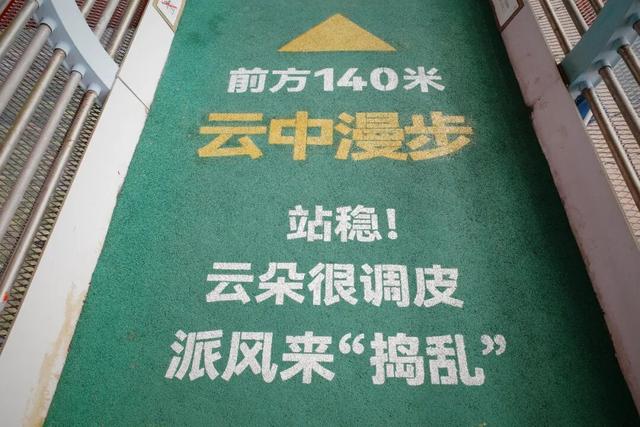 前方140米
云中漫步
站稳!
云朵很调皮
派风来“捣乱”